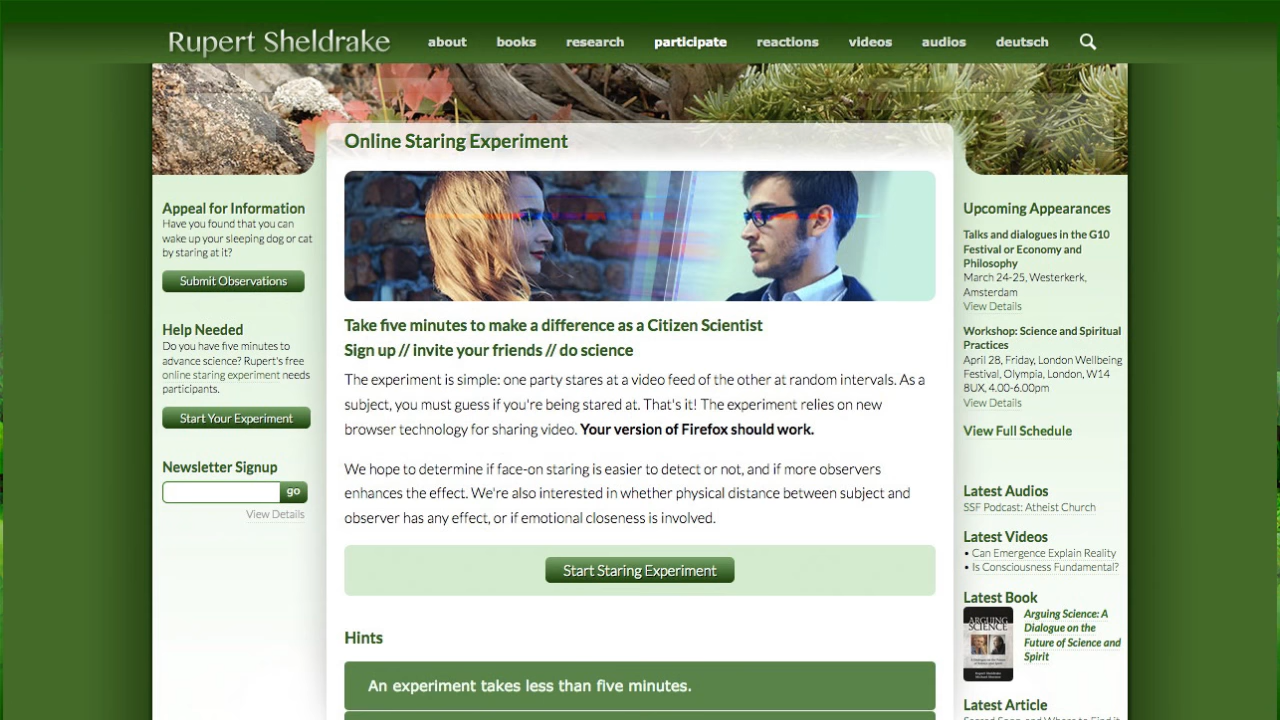 Rupert Sheldrake
about books research participate reactions videos audios deutsch
Online Staring Experiment
Appeal for Information
Have you found that you can
wake up your sleeping dog or cat
by staring at it?
Submit Observations
Help Needed
Do you have five minutes to
advance science? Rupert's free
online staring experiment needs
participants.
Start Your Experiment
Newsletter Signup
go
View Details
Take five minutes to make a difference as a Citizen Scientist
Sign up // invite your friends // do science
The experiment is simple: one party stares at a video feed of the other at random intervals. As a
subject, you must guess if you're being stared at. That's it! The experiment relies on new
browser technology for sharing video. Your version of Firefox should work.
We hope to determine if face-on staring is easier to detect or not, and if more observers
enhances the effect. We're also interested in whether physical distance between subject and
observer has any effect, or if emotional closeness is involved.
Start Staring Experiment
Hints
An experiment takes less than five minutes.
Upcoming Appearances
Talks and dialogues in the G10
Festival or Economy and
Philosophy
March 24-25, Westerkerk,
Amsterdam
View Details
Workshop: Science and Spiritual
Practices
April 28, Friday, London Wellbeing
Festival, Olympia, London, W14
8UX, 4.00-6.00pm
View Details
View Full Schedule
Latest Audios
SSF Podcast: Atheist Church
Latest Videos
• Can Emergence Explain Reality
• Is Consciousness Fundamental?
Latest Book
ARGUING
SCIENCE
Arguing Science: A
Dialogue on the
Future of Science and
Spirit
Latest Article